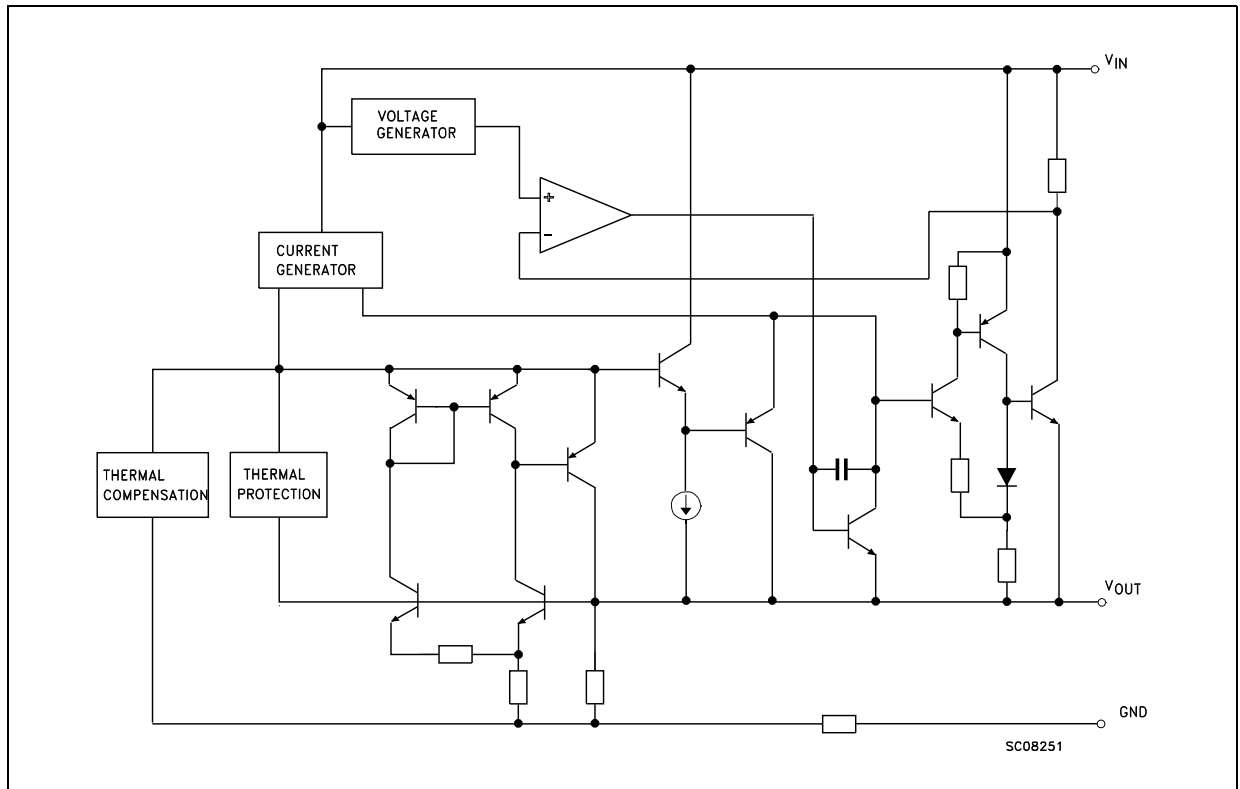 VIN
VOLTAGE
GENERATOR
+
-
CURRENT
GENERATOR
THERMAL
COMPENSATION
THERMAL
PROTECTION
VOUT
GND
SC08251